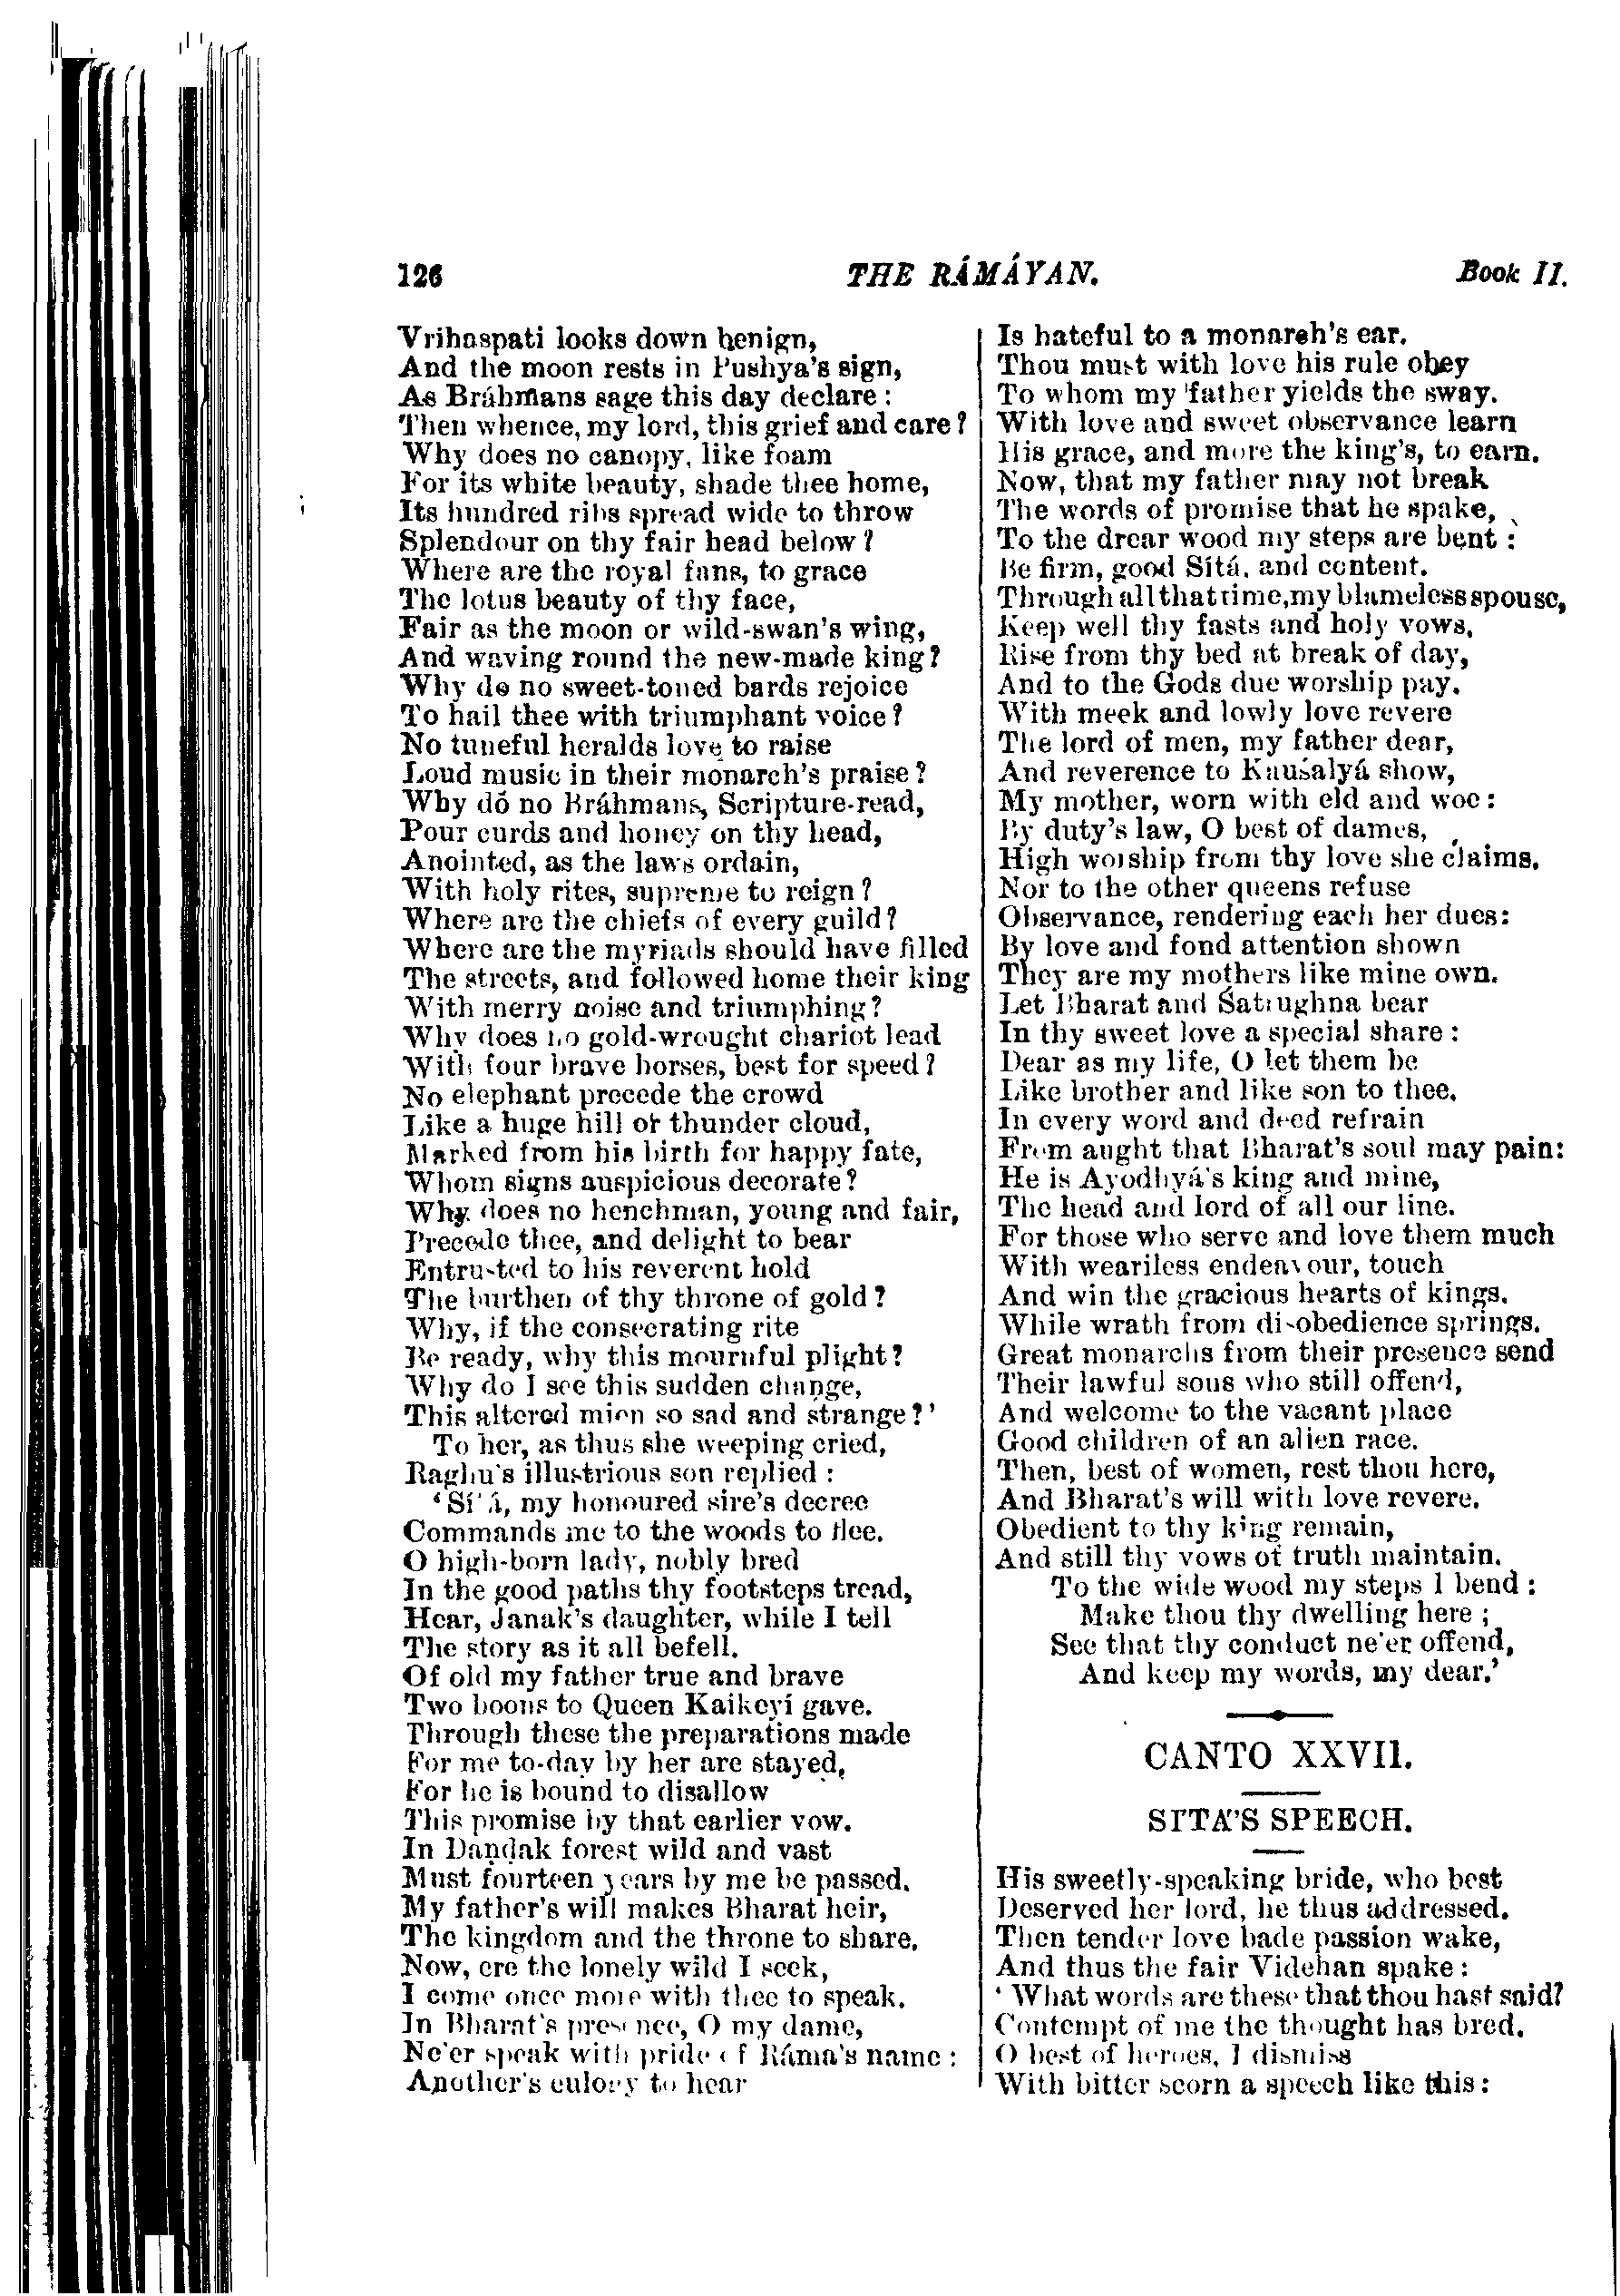 126 THE RÁMÁYAN. Book II.
Vrihaspati looks down benign,
And the moon rests in Pushya's sign,
As Bráhmans sage this day declare:
Then whence, my lord, this grief and care?
Why does no canopy, like foam
For its white beauty, shade thee home,
Its hundred ribs spread wide to throw
Splendour on thy fair head below?
Where are the royal fans, to grace
The lotus beauty of thy face,
Fair as the moon or wild-swan's wing,
And waving round the new-made king?
Why do no sweet-toned bards rejoice
To hail thee with triumphant voice?
No tuneful heralds love to raise
Loud music in their monarch's praise?
Why do no Bráhmans, Scripture-read,
Pour curds and honey on thy head,
Anointed, as the laws ordain,
With holy rites, supreme to reign?
Where are the chiefs of every guild?
Where are the myriads should have filled
The streets, and followed home their king
With merry noise and triumphing?
Why does no gold-wrought chariot lead
With four brave horses, best for speed?
No elephant precede the crowd
Like a huge hill or thunder cloud,
Marked from his birth for happy fate,
Whom signs auspicious decorate?
Why does no henchman, young and fair,
Precede thee, and delight to bear
Entrusted to his reverent hold
The burthen of thy throne of gold?
Why, if the consecrating rite
Be ready, why this mournful plight?
Why do I see this sudden change,
This altered mien so sad and strange?'
To her, as thus she weeping cried,
Raghu's illustrious son replied:
'Sítá, my honoured sire's decree
Commands me to the woods to flee.
O high-born lady, nobly bred
In the good paths thy footsteps tread,
Hear, Janak's daughter, while I tell
The story as it all befell.
Of old my father true and brave
Two boons to Queen Kaikeyí gave.
Through these the preparations made
For me to-day by her are stayed,
For he is bound to disallow
This promise by that earlier vow.
In Daṇḍak forest wild and vast
Must fourteen years by me be passed.
My father's will makes Bharat heir,
The kingdom and the throne to share.
Now, ere the lonely wild I seek,
I come once more with thee to speak.
In Bharat's presence, O my dame,
Ne'er speak with pride of Ráma's name:
Another's eulogy to hear
Is hateful to a monarch's ear.
Thou must with love his rule obey
To whom my father yields the sway.
With love and sweet observance learn
His grace, and more the king's, to earn.
Now, that my father may not break
The words of promise that he spake,
To the drear wood my steps are bent:
Be firm, good Sítá, and content.
Through all that time, my blameless spouse,
Keep well thy fasts and holy vows,
Rise from thy bed at break of day,
And to the Gods due worship pay.
With meek and lowly love revere
The lord of men, my father dear,
And reverence to Kauśalyá show,
My mother, worn with eld and woe:
By duty's law, O best of dames,
High worship from thy love she claims.
Nor to the other queens refuse
Observance, rendering each her dues:
By love and fond attention shown
They are my mothers like mine own.
Let Bharat and Śatrughna bear
In thy sweet love a special share:
Dear as my life, O let them be
Like brother and like son to thee.
In every word and deed refrain
From aught that Bharat's soul may pain:
He is Ayodhyá's king and mine,
The head and lord of all our line.
For those who serve and love them much
With weariless endeavour, touch
And win the gracious hearts of kings.
While wrath from disobedience springs.
Great monarchs from their presence send
Their lawful sons who still offend,
And welcome to the vacant place
Good children of an alien race.
Then, best of women, rest thou here,
And Bharat's will with love revere.
Obedient to thy king remain,
And still thy vows of truth maintain.
To the wide wood my steps I bend:
Make thou thy dwelling here;
See that thy conduct ne'er offend,
And keep my words, my dear.'
CANTO XXVII.
SÍTÁ'S SPEECH.
His sweetly-speaking bride, who best
Deserved her lord, he thus addressed.
Then tender love bade passion wake,
And thus the fair Videhan spake:
'What words are these that thou hast said?
Contempt of me the thought has bred.
O best of heroes, I dismiss
With bitter scorn a speech like this: